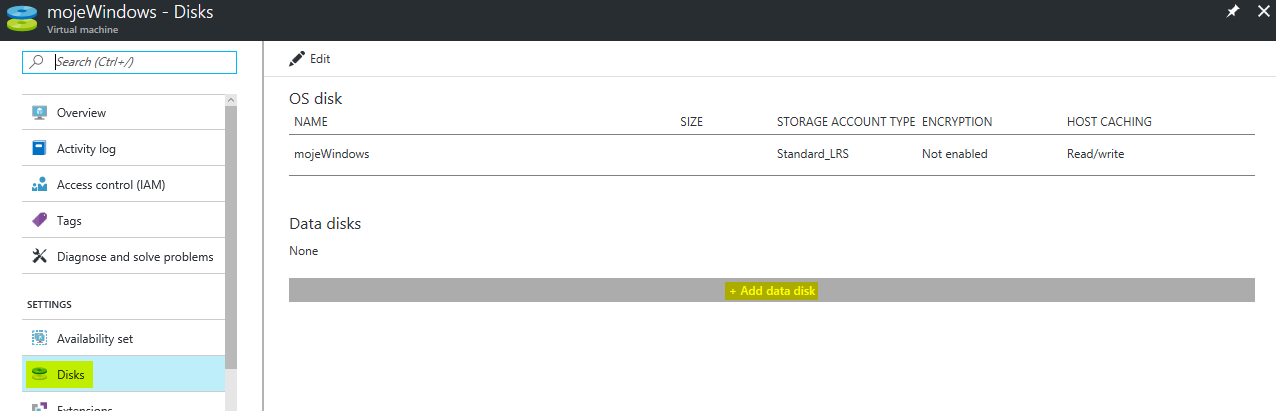 mojeWindows - Disks
Virtual machine
Search (Ctrl+/)
Overview
Activity log
Access control (IAM)
Tags
Diagnose and solve problems
SETTINGS
Availability set
Disks
Extensions
Edit
OS disk
NAME SIZE STORAGE ACCOUNT TYPE ENCRYPTION HOST CACHING
mojeWindows Standard_LRS Not enabled Read/write
Data disks
None
+ Add data disk